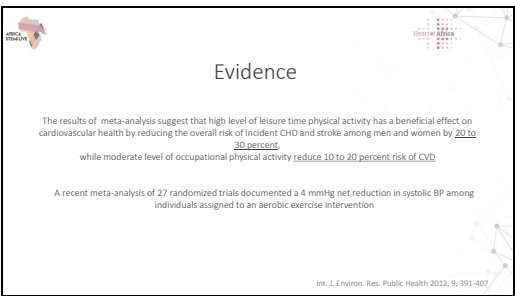 AFRICA
STEMI LIVE
Heart of Africa
Evidence
The results of meta-analysis suggest that high level of leisure time physical activity has a beneficial effect on
cardiovascular health by reducing the overall risk of incident CHD and stroke among men and women by 20 to
30 percent,
while moderate level of occupational physical activity reduce 10 to 20 percent risk of CVD
A recent meta-analysis of 27 randomized trials documented a 4 mmHg net reduction in systolic BP among
individuals assigned to an aerobic exercise intervention
Int. J. Environ. Res. Public Health 2012, 9, 391-407